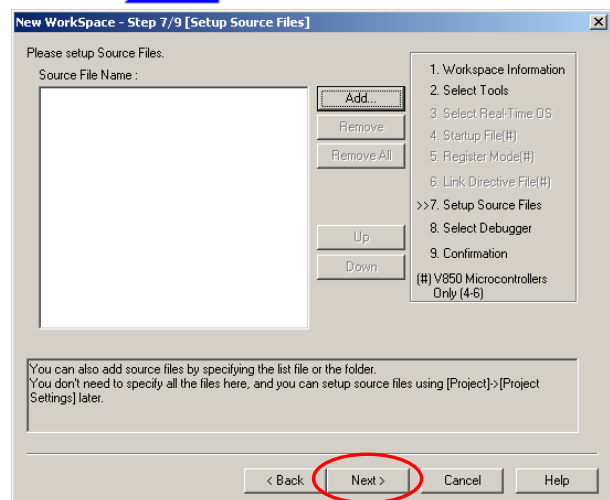 New WorkSpace - Step 7/9 [Setup Source Files]
Please setup Source Files.
Source File Name :
Add...
Remove
Remove All
Up
Down
1. Workspace Information
2. Select Tools
3. Select Real-Time OS
4. Startup File(#)
5. Register Mode(#)
6. Link Directive File(#)
>>7. Setup Source Files
8. Select Debugger
9. Confirmation
(#) V850 Microcontrollers
Only (4-6)
You can also add source files by specifying the list file or the folder.
You don't need to specify all the files here, and you can setup source files using [Project]->[Project
Settings] later.
< Back
Next >
Cancel
Help